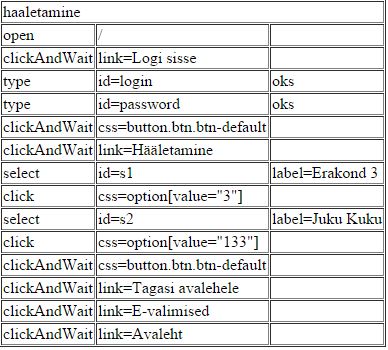 haaletamine
open /
clickAndWait link=Logi sisse
type id=login oks
type id=password oks
clickAndWait css=button.btn.btn-default
clickAndWait link=Hääletamine
select id=s1 label=Erakond 3
click css=option[value="3"]
select id=s2 label=Juku Kuku
click css=option[value="133"]
clickAndWait css=button.btn.btn-default
clickAndWait link=Tagasi avalehele
clickAndWait link=E-valimised
clickAndWait link=Avaleht